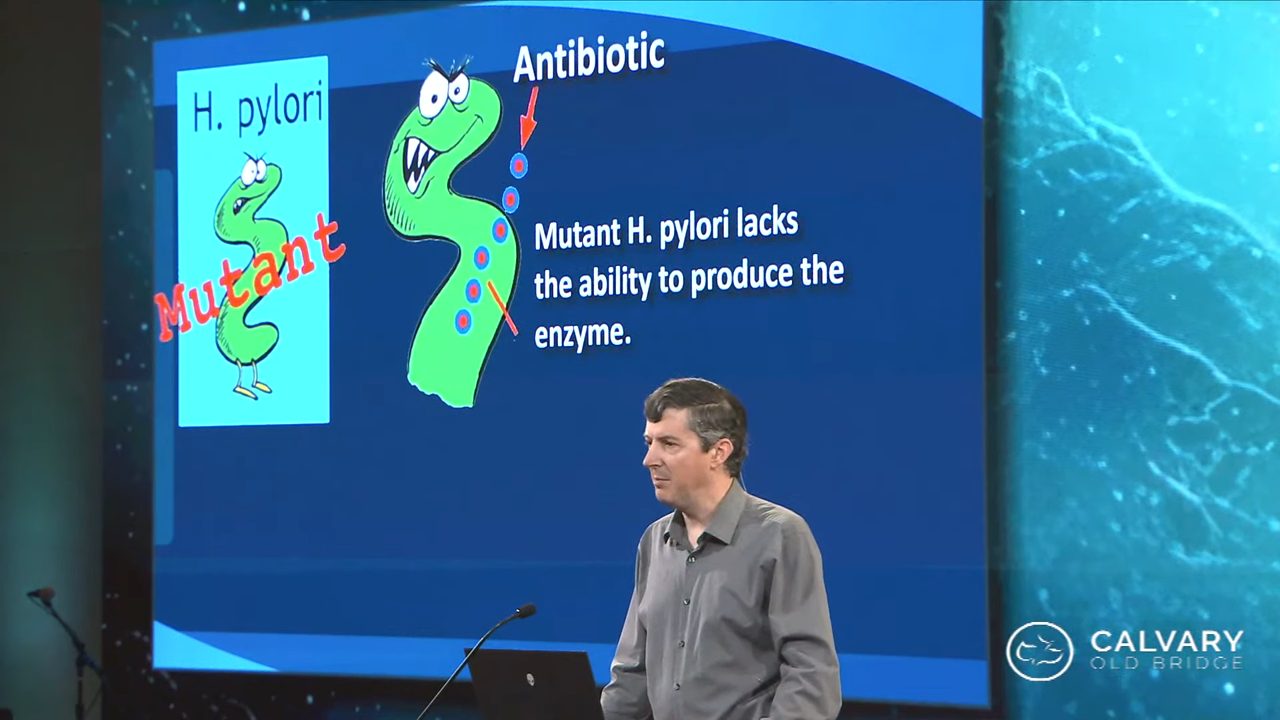 H. pylori
Mutant
Antibiotic
Mutant H. pylori lacks
the ability to produce the
enzyme.
CALVARY
OLD BRIDGE